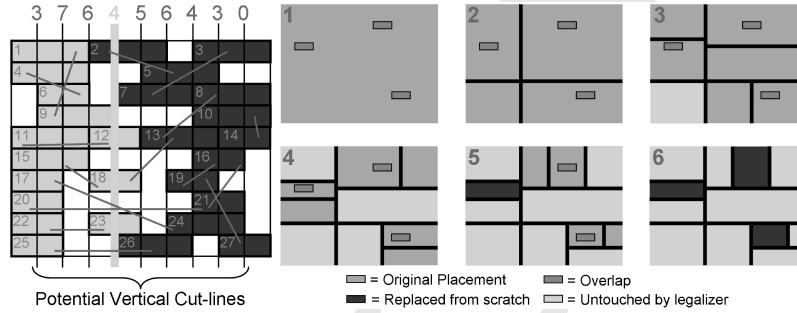 3 7 6 4 5 6 4 3 0
1 2 3
4 5
6 7 8
9 10
11 12 13 14
15 16
17 18 19
20 21
22 23 24
25 26 27
Potential Vertical Cut-lines
1 2 3
4 5 6
= Original Placement = Overlap
= Replaced from scratch = Untouched by legalizer